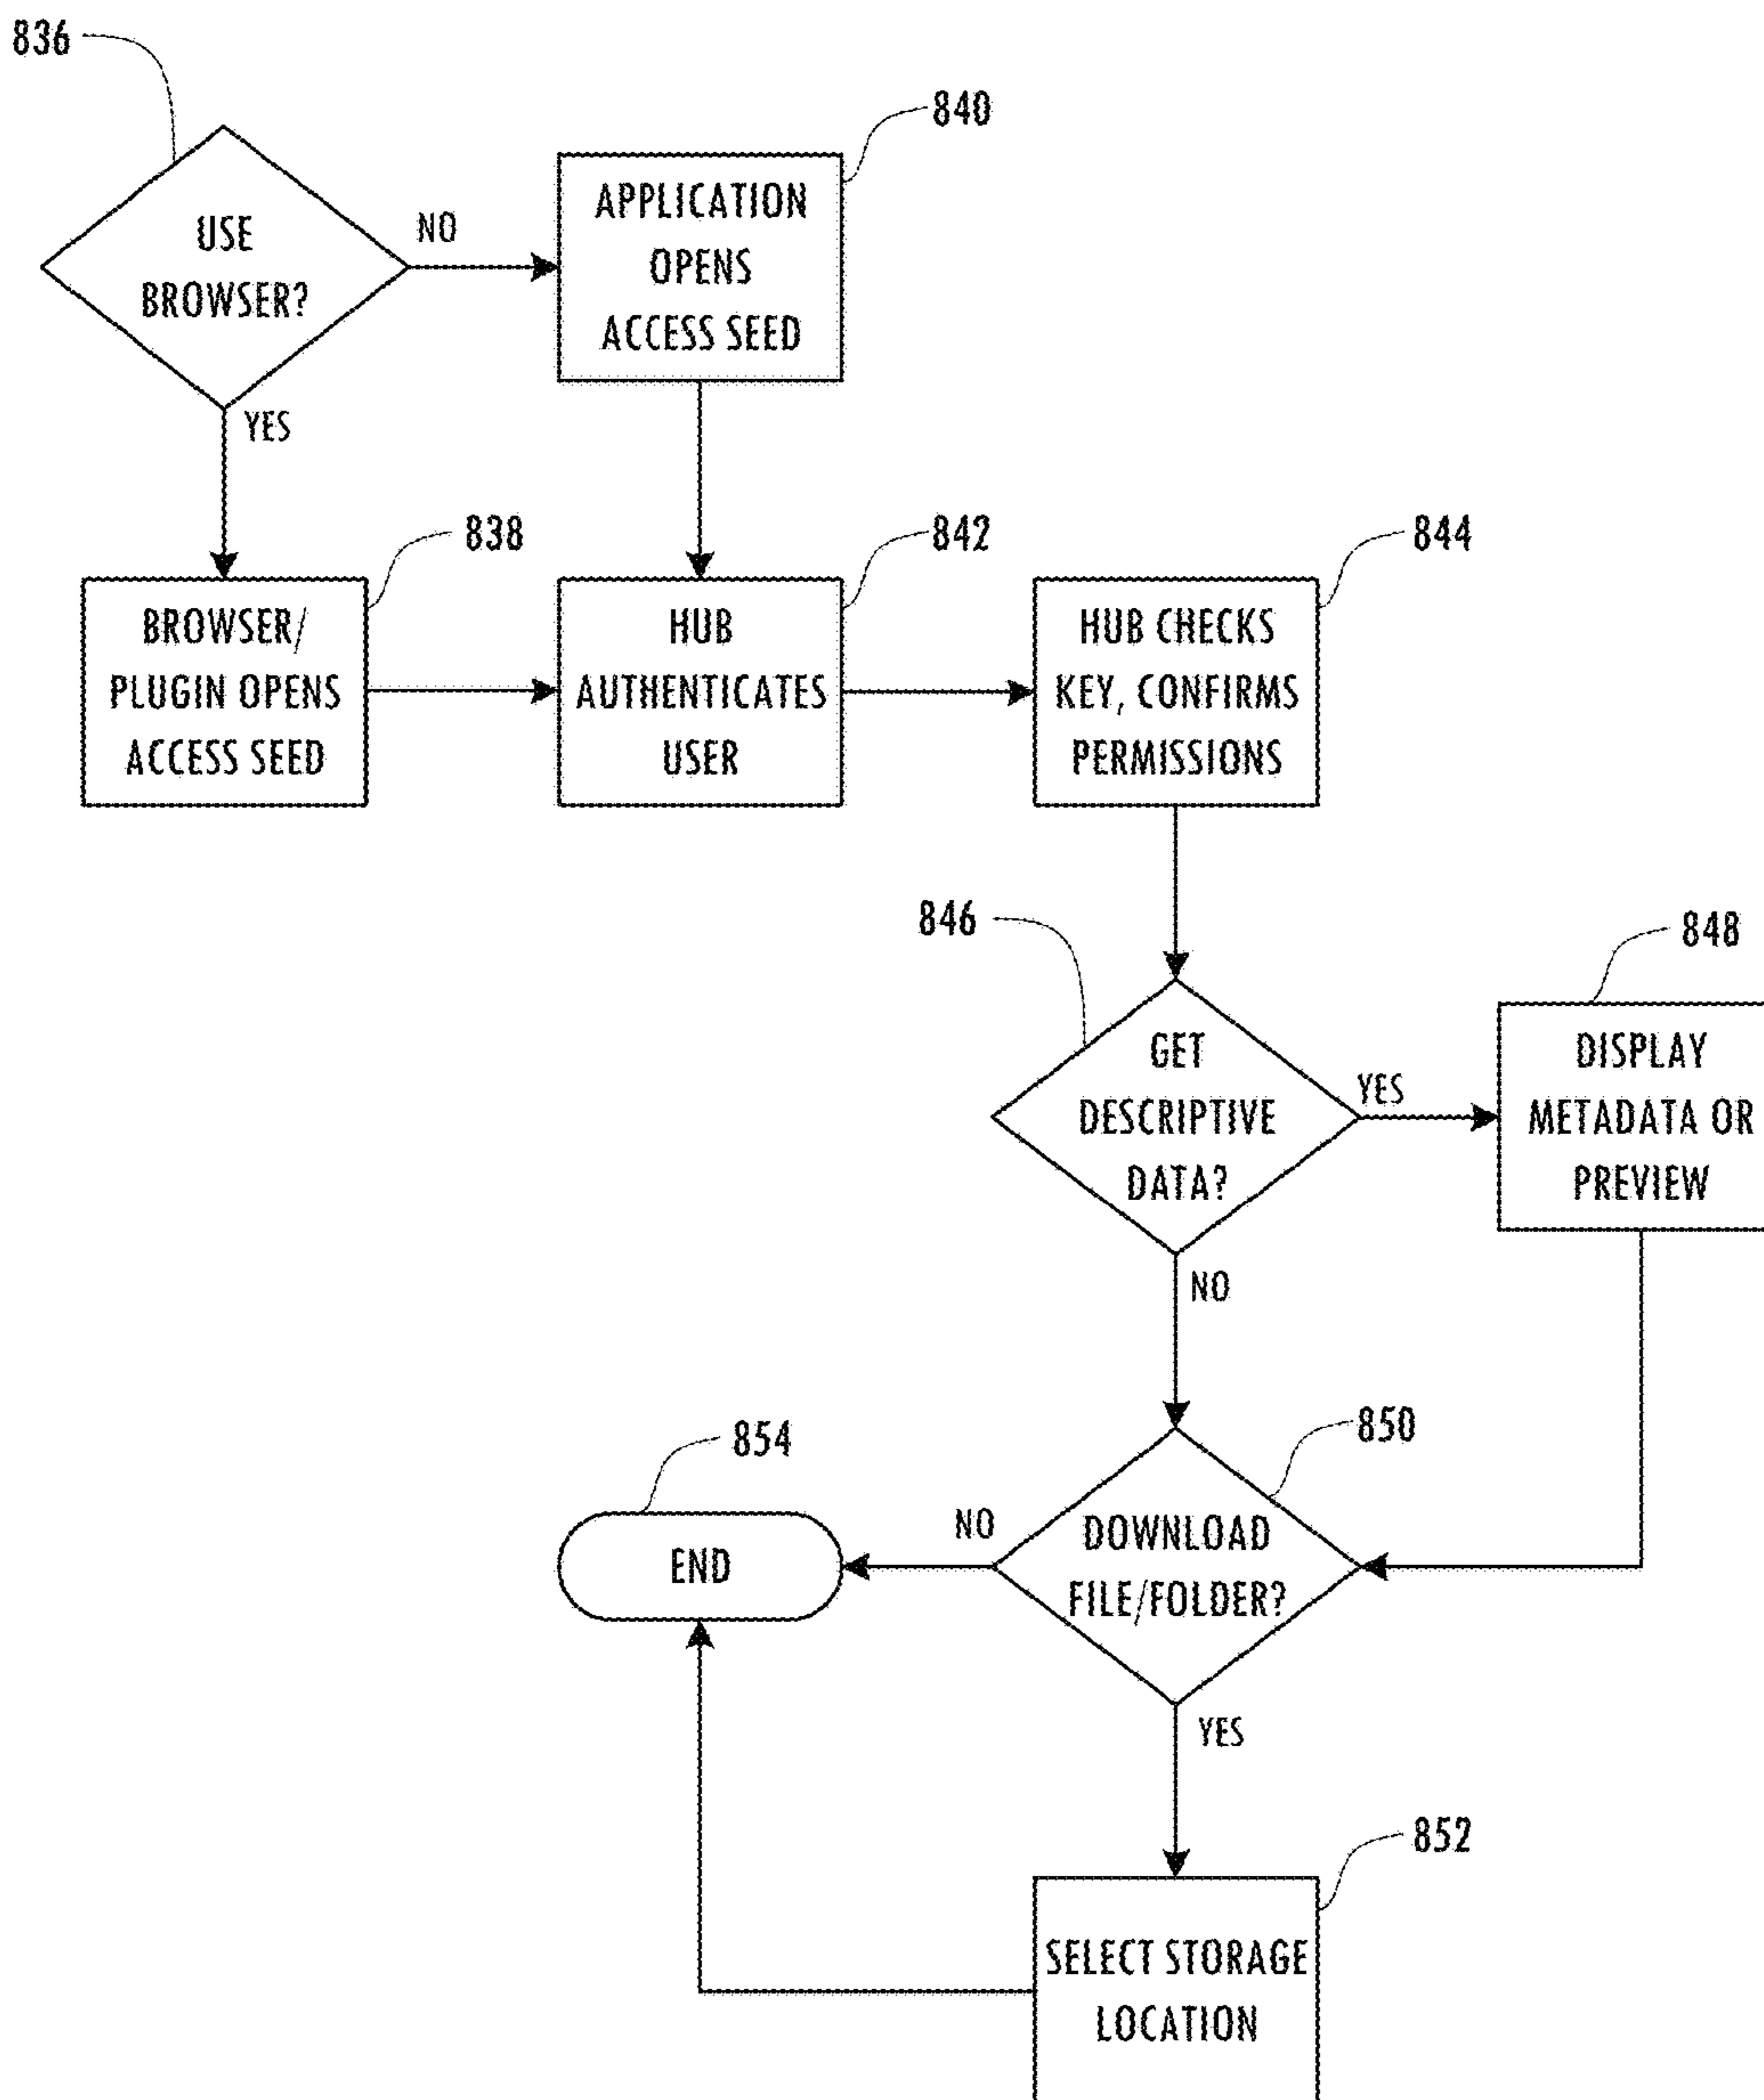 836
840
USE
BROWSER?
NO
APPLICATION
OPENS
ACCESS SEED
YES
838
842
844
BROWSER/
PLUGIN OPENS
ACCESS SEED
HUB
AUTHENTICATES
USER
HUB CHECKS
KEY, CONFIRMS
PERMISSIONS
846
848
GET
DESCRIPTIVE
DATA?
YES
DISPLAY
METADATA OR
PREVIEW
NO
850
854
END
NO
DOWNLOAD
FILE/FOLDER?
YES
852
SELECT STORAGE
LOCATION